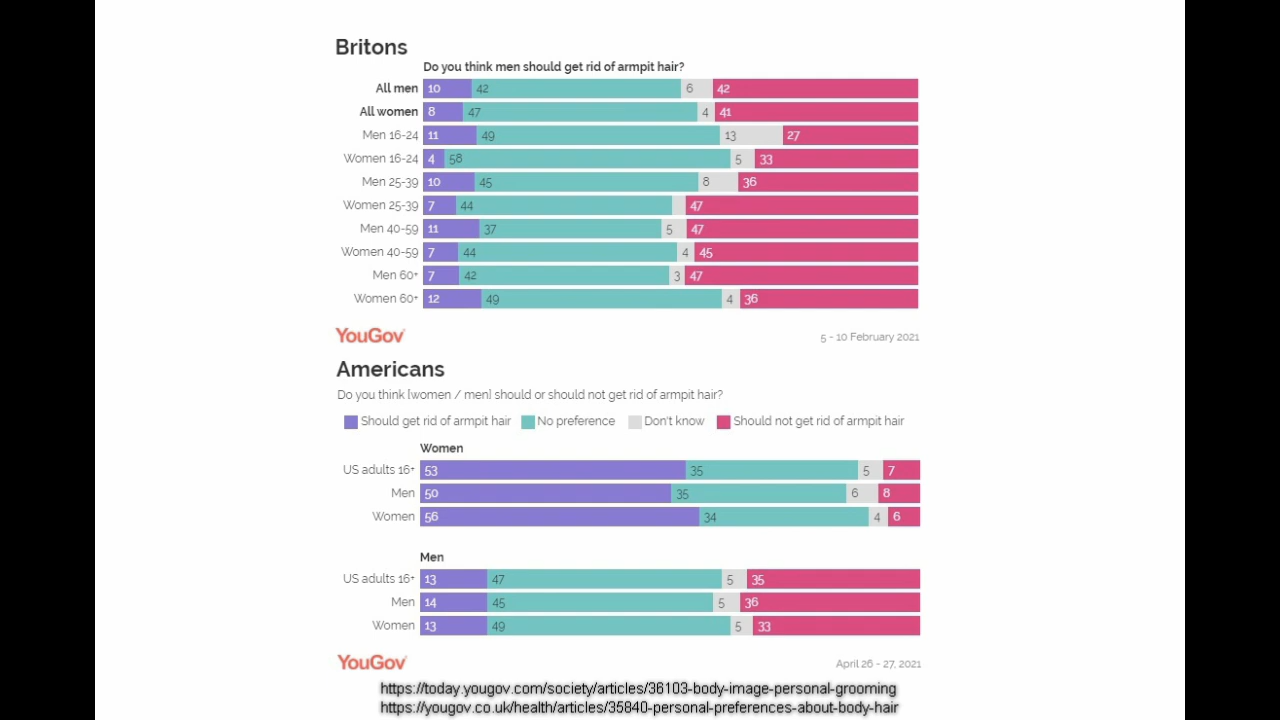 Britons
Do you think men should get rid of armpit hair?
All men 10 42 6 42
All women 8 47 4 41
Men 16-24 11 49 13 27
Women 16-24 4 58 5 33
Men 25-39 10 45 8 36
Women 25-39 7 44 47
Men 40-59 11 37 5 47
Women 40-59 7 44 4 45
Men 60+ 7 42 3 47
Women 60+ 12 49 4 36
YouGov 5 - 10 February 2021
Americans
Do you think [women / men] should or should not get rid of armpit hair?
Should get rid of armpit hair No preference Don't know Should not get rid of armpit hair
Women
US adults 16+ 53 35 5 7
Men 50 35 6 8
Women 56 34 4 6
Men
US adults 16+ 13 47 5 35
Men 14 45 5 36
Women 13 49 5 33
YouGov April 26 - 27, 2021
https://today.yougov.com/society/articles/36103-body-image-personal-grooming
https://yougov.co.uk/health/articles/35840-personal-preferences-about-body-hair